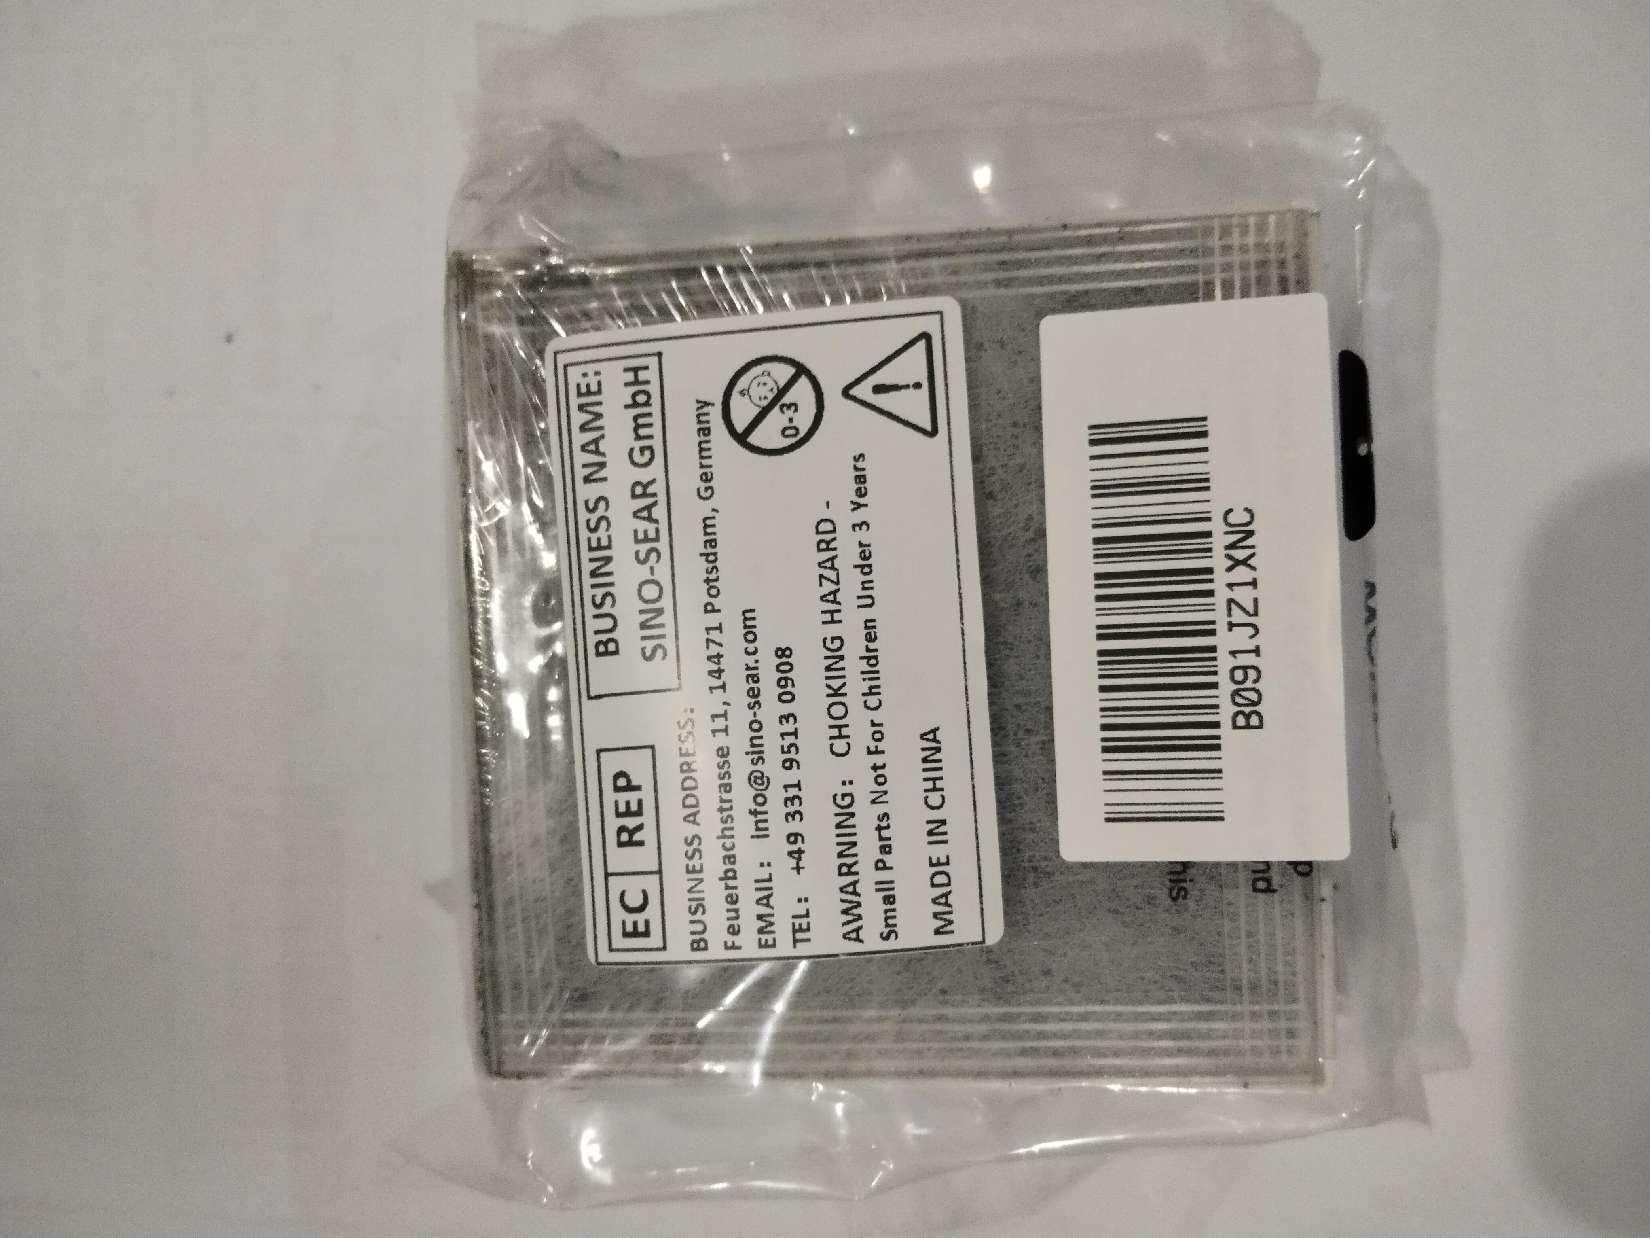 EC REP
BUSINESS NAME:
SINO-SEAR GmbH
BUSINESS ADDRESS:
Feuerbachstrasse 11, 14471 Potsdam, Germany
EMAIL: Info@sino-sear.com
TEL: +49 331 9513 0908
0-3
AWARNING: CHOKING HAZARD -
Small Parts Not For Children Under 3 Years
MADE IN CHINA
B091JZ1XNC